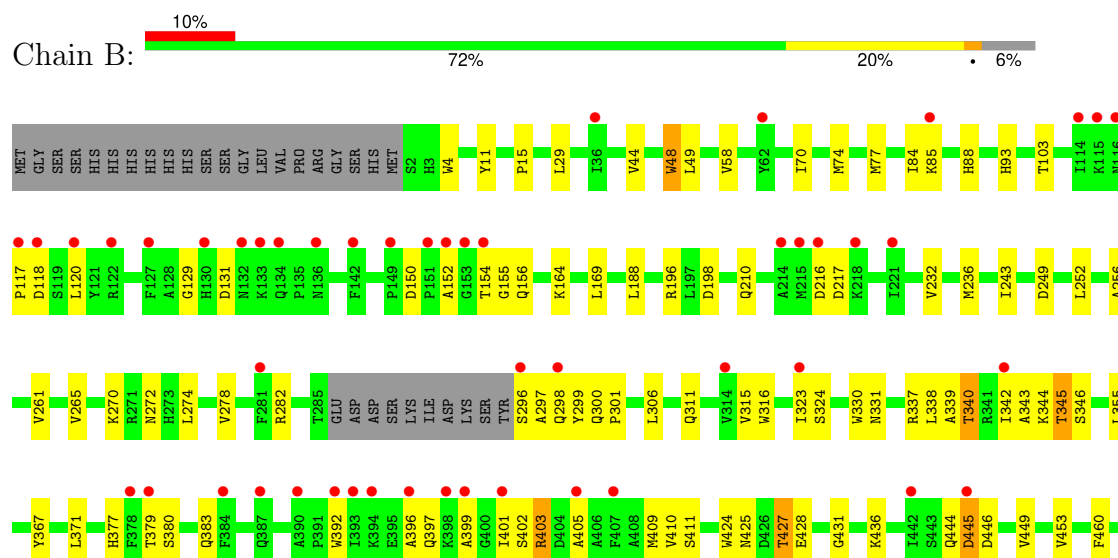 10%
Chain B:
72% 20% • 6%
MET GLY SER SER HIS HIS HIS HIS HIS HIS SER SER GLY LEU VAL PRO ARG GLY SER HIS MET S2 H3 W4 Y11 P15 L29 I36 V44 W48 L49 V58 Y62 I70 M74 M77 I84 K85 H88 H93 T103 I114 K115 N116
P117 D118 S119 L120 Y121 R122 F127 A128 G129 H130 D131 N132 K133 Q134 P135 N136 F142 P149 D150 P151 A152 G153 T154 G155 Q156 K164 L169 L188 R196 L197 D198 Q210 A214 M215 D216 D217 K218 I221 V232 M236 I243 D249 L252 A256
V261 V265 K270 R271 N272 H273 L274 V278 F281 R282 T285 GLU ASP ASP SER LYS ILE ASP LYS SER TYR S296 A297 Q298 Y299 Q300 P301 L306 Q311 V314 V315 W316 I323 S324 W330 N331 R337 L338 A339 T340 R341 I342 A343 K344 T345 S346 L355
Y367 L371 H377 F378 T379 S380 Q383 F384 Q387 A390 P391 W392 I393 K394 E395 A396 Q397 K398 A399 G400 I401 S402 R403 D404 A405 A406 F407 A408 M409 V410 S411 W424 N425 D426 T427 E428 G431 K436 I442 S443 Q444 D445 D446 V449 V453 F460